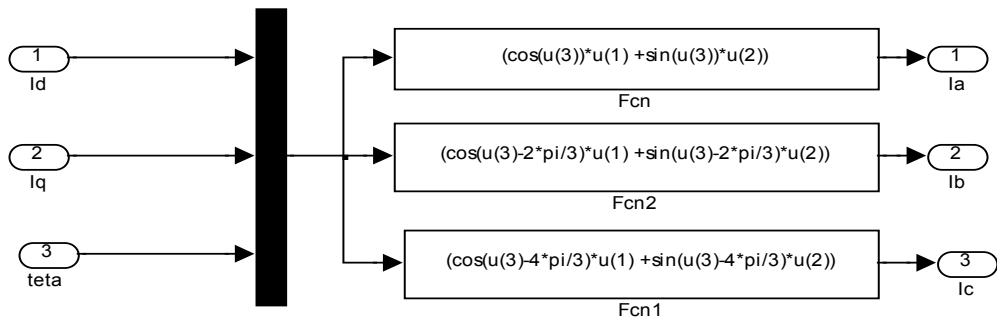 1
Id
2
Iq
3
teta
(cos(u(3))*u(1) +sin(u(3))*u(2))
Fcn
(cos(u(3)-2*pi/3)*u(1) +sin(u(3)-2*pi/3)*u(2))
Fcn2
(cos(u(3)-4*pi/3)*u(1) +sin(u(3)-4*pi/3)*u(2))
Fcn1
1
Ia
2
Ib
3
Ic